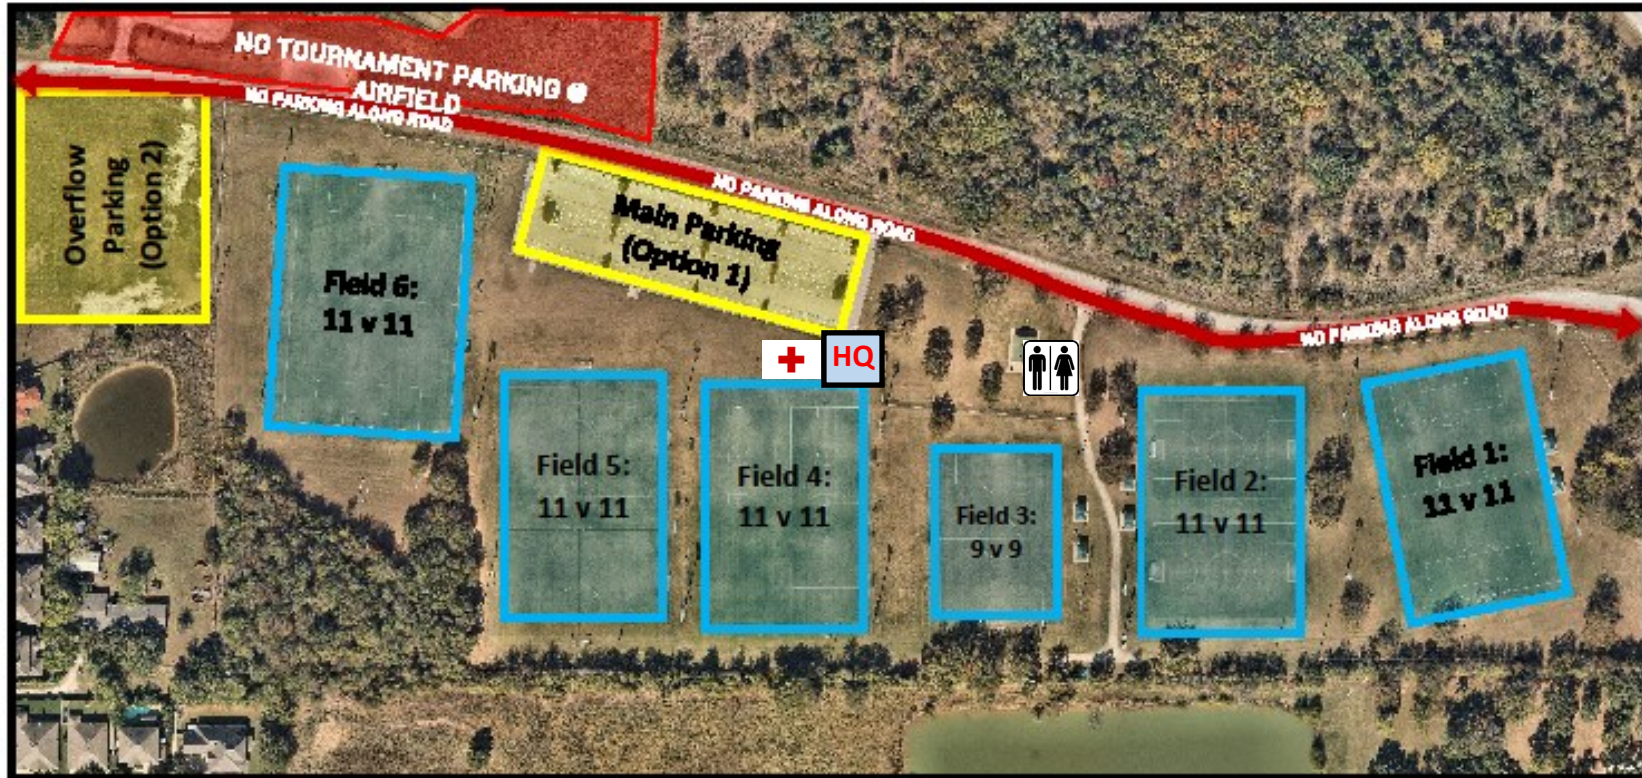 NO TOURNAMENT PARKING @
AIRFIELD
NO PARKING ALONG ROAD
Overflow
Parking
(Option 2)
Main Parking
(Option 1)
NO PARKING ALONG ROAD
NO PARKING ALONG ROAD
Field 6:
11 v 11
HQ
Field 5:
11 v 11
Field 4:
11 v 11
Field 3:
9 v 9
Field 2:
11 v 11
Field 1:
11 v 11